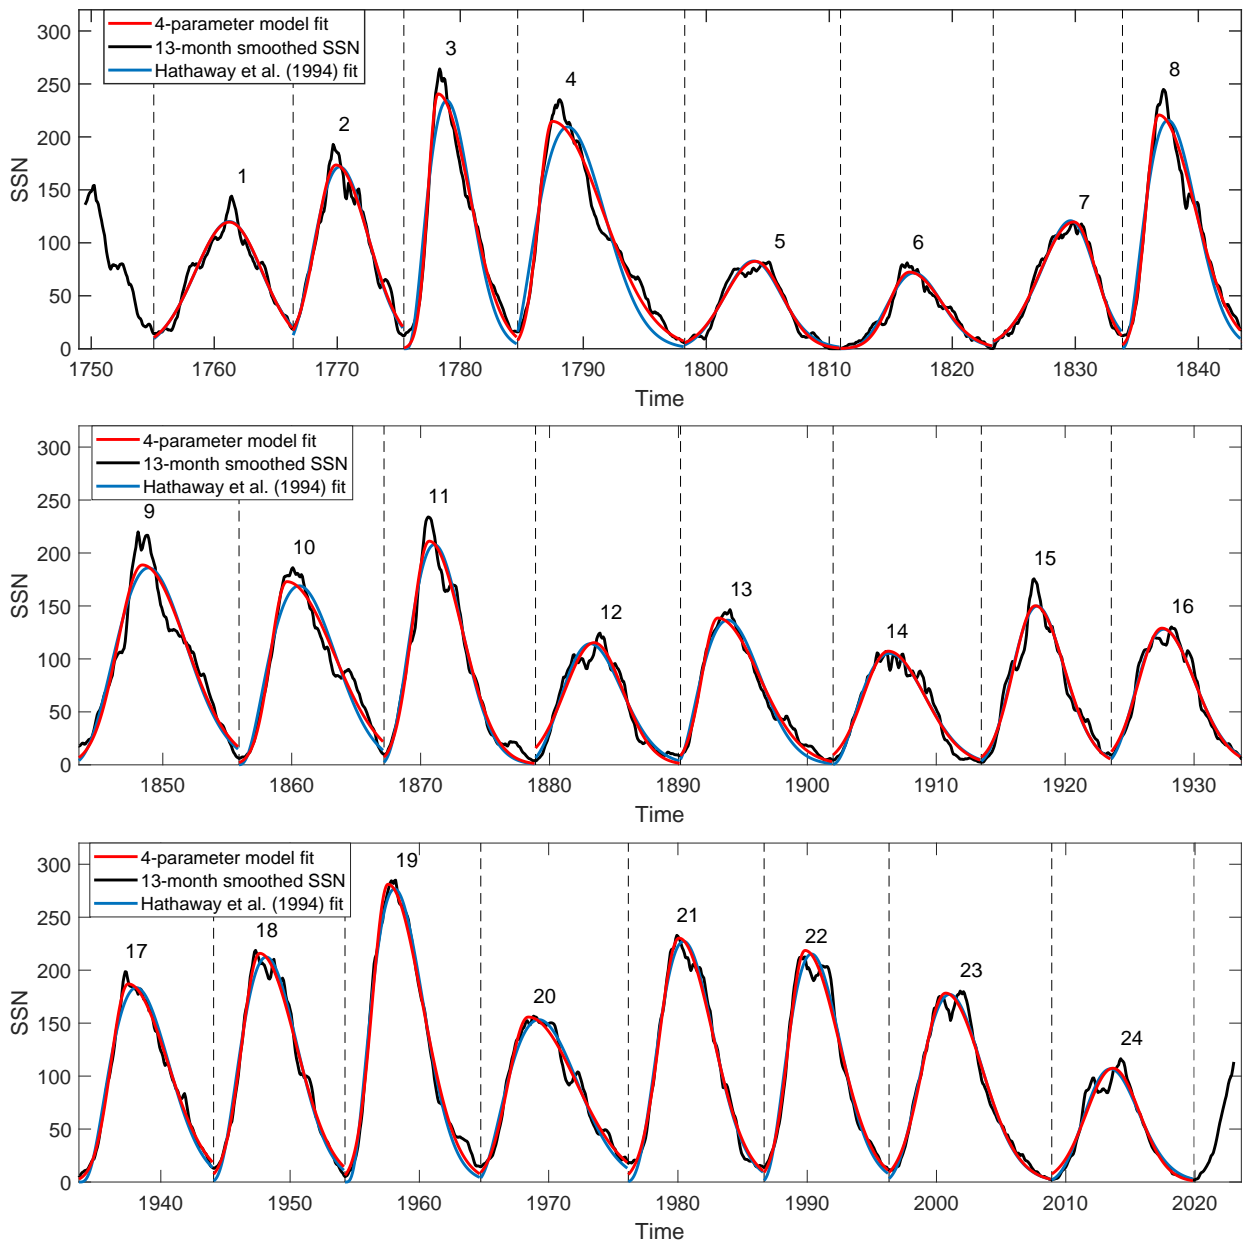 4-parameter model fit
13-month smoothed SSN
Hathaway et al. (1994) fit
SSN
300
250
200
150
100
50
0
1 2 3 4 5 6 7 8
1750 1760 1770 1780 1790 1800 1810 1820 1830 1840
Time
4-parameter model fit
13-month smoothed SSN
Hathaway et al. (1994) fit
SSN
300
250
200
150
100
50
0
9 10 11 12 13 14 15 16
1850 1860 1870 1880 1890 1900 1910 1920 1930
Time
4-parameter model fit
13-month smoothed SSN
Hathaway et al. (1994) fit
SSN
300
250
200
150
100
50
0
17 18 19 20 21 22 23 24
1940 1950 1960 1970 1980 1990 2000 2010 2020
Time